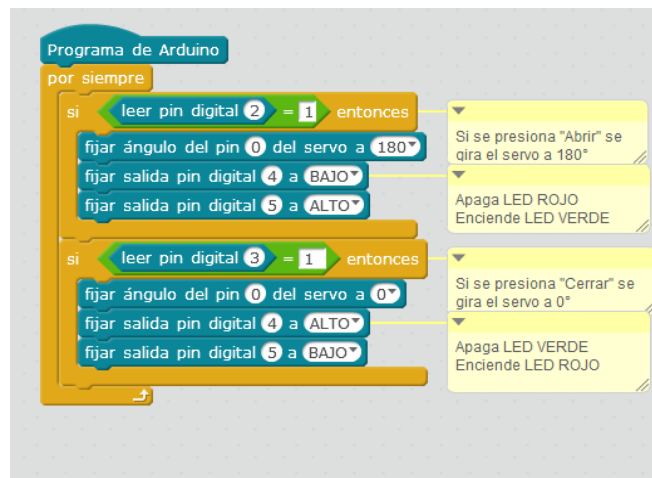 Programa de Arduino
por siempre
si leer pin digital 2 = 1 entonces
fijar ángulo del pin 0 del servo a 180
fijar salida pin digital 4 a BAJO
fijar salida pin digital 5 a ALTO
Si se presiona "Abrir" se
gira el servo a 180°
Apaga LED ROJO
Enciende LED VERDE
si leer pin digital 3 = 1 entonces
fijar ángulo del pin 0 del servo a 0
fijar salida pin digital 4 a ALTO
fijar salida pin digital 5 a BAJO
Si se presiona "Cerrar" se
gira el servo a 0°
Apaga LED VERDE
Enciende LED ROJO